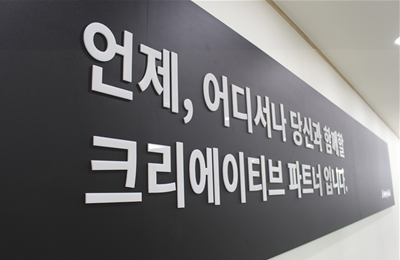 언제, 어디서나 당신과 함께할
크리에이티브 파트너 입니다.